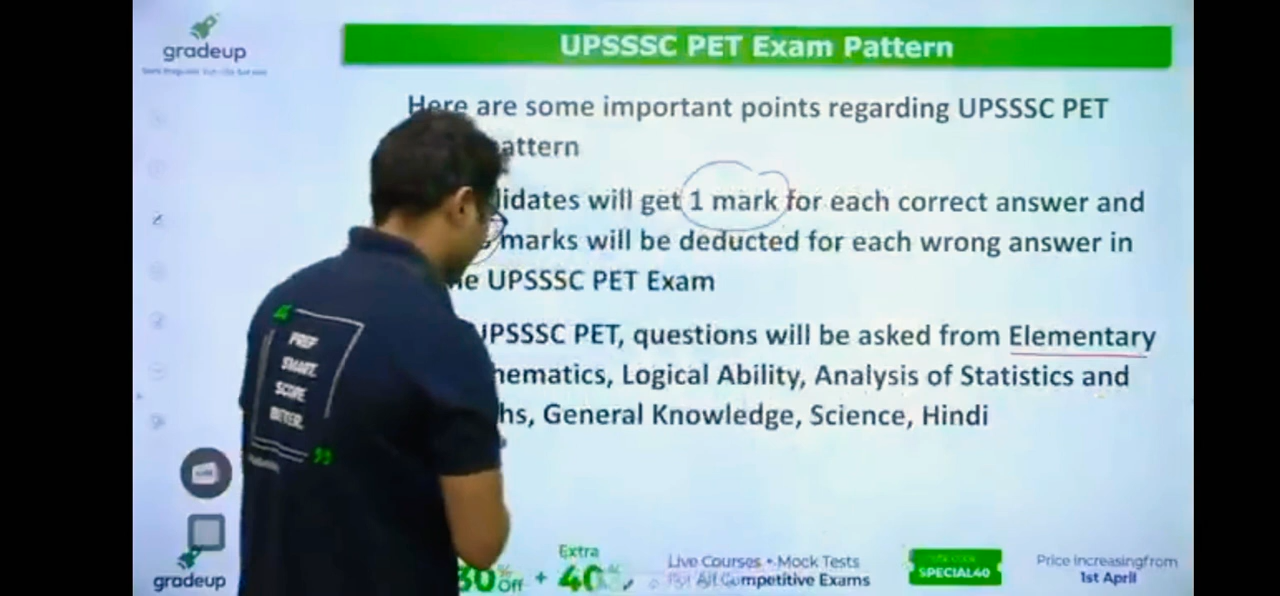 gradeup
UPSSSC PET Exam Pattern
Here are some important points regarding UPSSSC PET
attern
lidates will get 1 mark for each correct answer and
marks will be deducted for each wrong answer in
he UPSSSC PET Exam
UPSSSC PET, questions will be asked from Elementary
hematics, Logical Ability, Analysis of Statistics and
hs, General Knowledge, Science, Hindi
PREP
SMART.
SCORE
BETTER.
gradeup
30% Off + Extra 40%
Live Courses • Mock Tests
For All Competitive Exams
SPECIAL40
Price increasing from
1st April